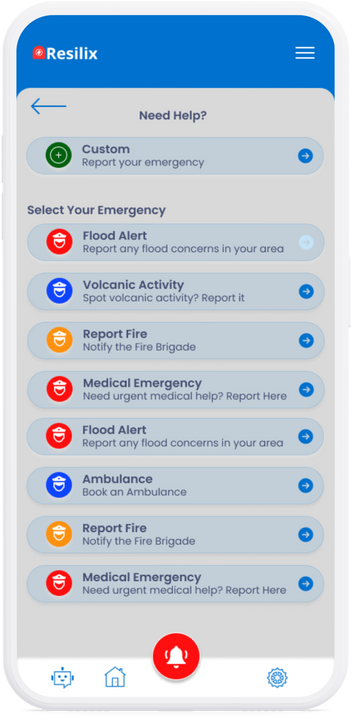 Resilix
Need Help?
Custom
Report your emergency
Select Your Emergency
Flood Alert
Report any flood concerns in your area
Volcanic Activity
Spot volcanic activity? Report it
Report Fire
Notify the Fire Brigade
Medical Emergency
Need urgent medical help? Report Here
Flood Alert
Report any flood concerns in your area
Ambulance
Book an Ambulance
Report Fire
Notify the Fire Brigade
Medical Emergency
Need urgent medical help? Report Here